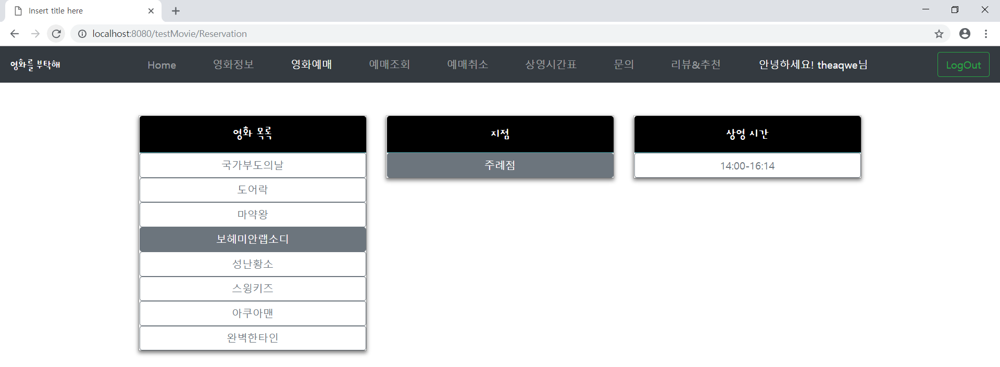 Insert title here
localhost:8080/testMovie/Reservation
영화를 부탁해 Home 영화정보 영화예매 예매조회 예매취소 상영시간표 문의 리뷰&추천 안녕하세요! theaqwe님 LogOut
영화 목록
국가부도의날
도어락
마약왕
보헤미안랩소디
성난황소
스윙키즈
아쿠아맨
완벽한타인
지점
주례점
상영 시간
14:00-16:14